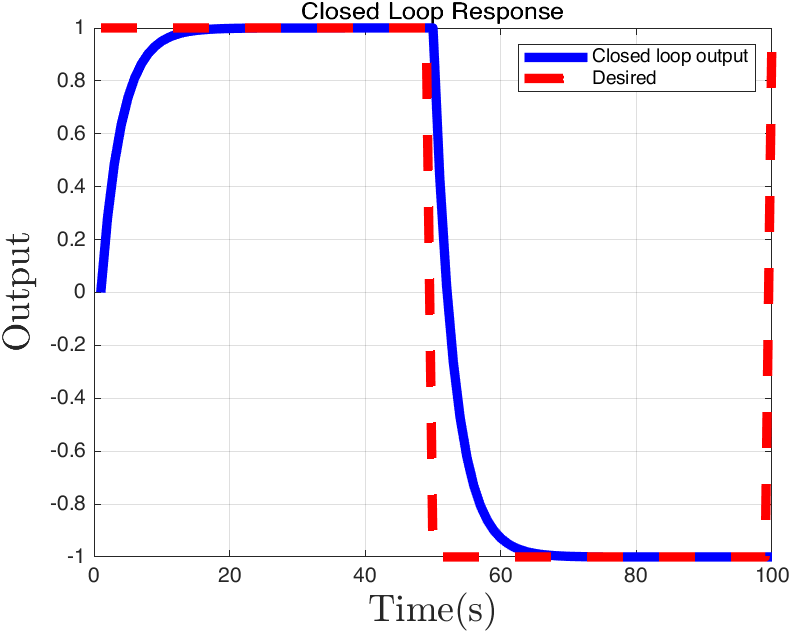 Closed Loop Response
Closed loop output
Desired
1
0.8
0.6
0.4
0.2
0
-0.2
-0.4
-0.6
-0.8
-1
Output
0 20 40 60 80 100
Time(s)